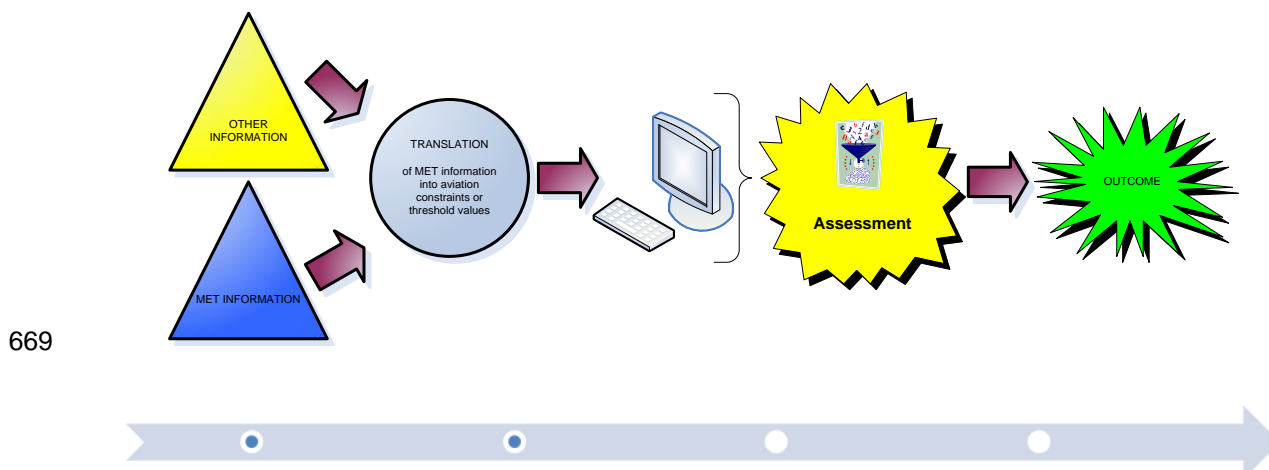 OTHER
INFORMATION
MET INFORMATION
TRANSLATION
of MET information
into aviation
constraints or
threshold values
Assessment
OUTCOME
669